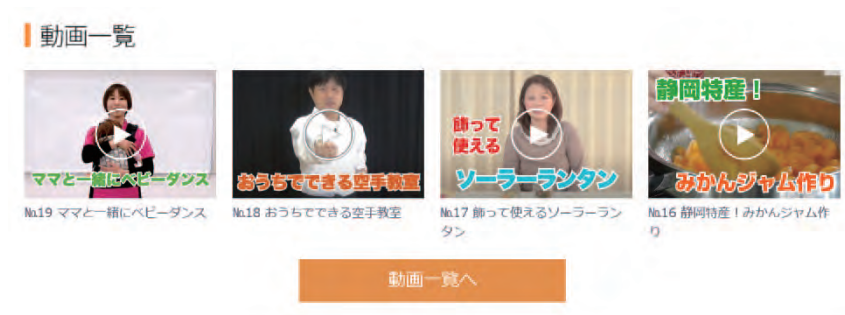 動画一覧
ママと一緒にベビーダンス
おうちでできる空手教室
飾って
使える
ソーラーランタン
静岡特産！
みかんジャム作り
№19 ママと一緒にベビーダンス
№18 おうちでできる空手教室
№17 飾って使えるソーラーラン
タン
№16 静岡特産！みかんジャム作
り
動画一覧へ